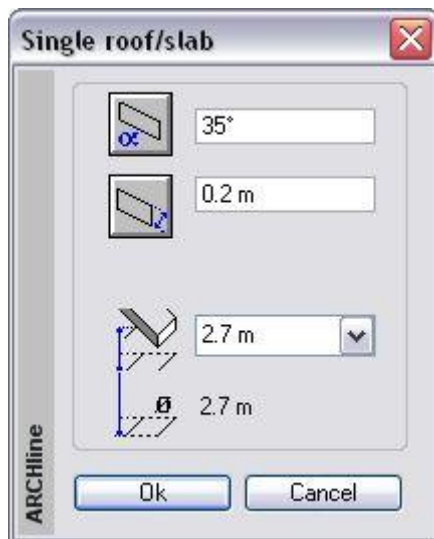 Single roof/slab
α
35°
0.2 m
2.7 m
Ø 2.7 m
ARCHline
Ok
Cancel